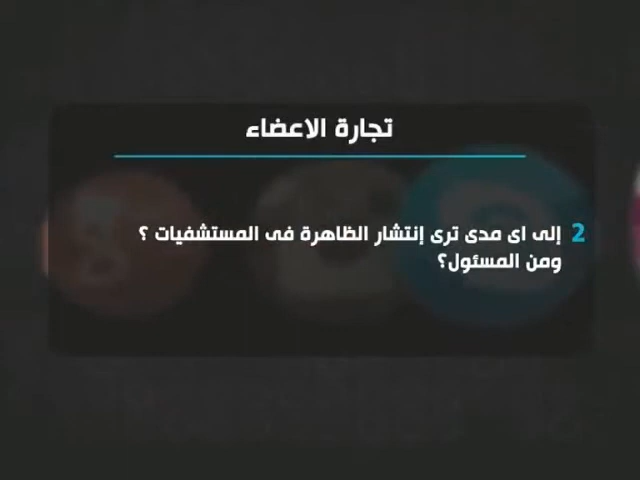 تجارة الاعضاء
2 إلى اى مدى ترى إنتشار الظاهرة فى المستشفيات ؟
ومن المسئول؟